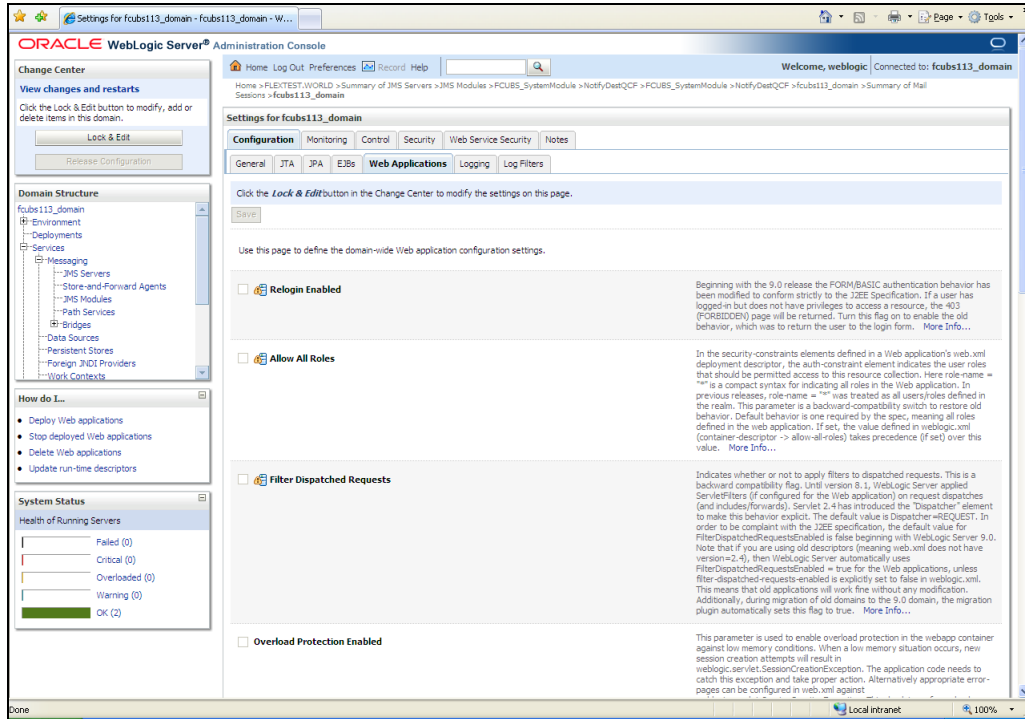 Settings for fcubs113_domain - fcubs113_domain - W...
Page
Tools
ORACLE WebLogic Server® Administration Console
Change Center
View changes and restarts
Click the Lock & Edit button to modify, add or
delete items in this domain.
Lock & Edit
Release Configuration
Domain Structure
fcubs113_domain
Environment
Deployments
Services
Messaging
JMS Servers
Store-and-Forward Agents
JMS Modules
Path Services
Bridges
Data Sources
Persistent Stores
Foreign JNDI Providers
Work Contexts
How do I...
Deploy Web applications
Stop deployed Web applications
Delete Web applications
Update run-time descriptors
System Status
Health of Running Servers
Failed (0)
Critical (0)
Overloaded (0)
Warning (0)
OK (2)
Home Log Out Preferences Record Help
Welcome, weblogic Connected to: fcubs113_domain
Home >FLEXTEST.WORLD >Summary of JMS Servers >JMS Modules >FCUBS_SystemModule >NotifyDestQCF >FCUBS_SystemModule >NotifyDestQCF >fcubs113_domain >Summary of Mail
Sessions >fcubs113_domain
Settings for fcubs113_domain
Configuration Monitoring Control Security Web Service Security Notes
General JTA JPA EJBs Web Applications Logging Log Filters
Click the Lock & Edit button in the Change Center to modify the settings on this page.
Save
Use this page to define the domain-wide Web application configuration settings.
Relogin Enabled
Beginning with the 9.0 release the FORM/BASIC authentication behavior has
been modified to conform strictly to the J2EE Specification. If a user has
logged-in but does not have privileges to access a resource, the 403
(FORBIDDEN) page will be returned. Turn this flag on to enable the old
behavior, which was to return the user to the login form. More Info...
Allow All Roles
In the security-constraints elements defined in a Web application's web.xml
deployment descriptor, the auth-constraint element indicates the user roles
that should be permitted access to this resource collection. Here role-name =
"*" is a compact syntax for indicating all roles in the Web application. In
previous releases, role-name = "*" was treated as all users/roles defined in
the realm. This parameter is a backward-compatibility switch to restore old
behavior. Default behavior is one required by the spec, meaning all roles
defined in the web application. If set, the value defined in weblogic.xml
(container-descriptor -> allow-all-roles) takes precedence (if set) over this
value. More Info...
Filter Dispatched Requests
Indicates whether or not to apply filters to dispatched requests. This is a
backward compatibility flag. Until version 8.1, WebLogic Server applied
ServletFilters (if configured for the Web application) on request dispatches
(and includes/forwards). Servlet 2.4 has introduced the "Dispatcher" element
to make this behavior explicit. The default value is Dispatcher=REQUEST. In
order to be compliant with the J2EE specification, the default value for
FilterDispatchedRequestsEnabled is false beginning with WebLogic Server 9.0.
Note that if you are using old descriptors (meaning web.xml does not have
version=2.4), then WebLogic Server automatically uses
FilterDispatchedRequestsEnabled = true for the Web applications, unless
filter-dispatched-requests-enabled is explicitly set to false in weblogic.xml.
This means that old applications will work fine without any modification.
Additionally, during migration of old domains to the 9.0 domain, the migration
plugin automatically sets this flag to true. More Info...
Overload Protection Enabled
This parameter is used to enable overload protection in the webapp container
against low memory conditions. When a low memory situation occurs, new
session creation attempts will result in
weblogic.servlet.SessionCreationException. The application code needs to
catch this exception and take proper action. Alternatively appropriate error-
pages can be configured in web.xml against
Done
Local intranet
100%